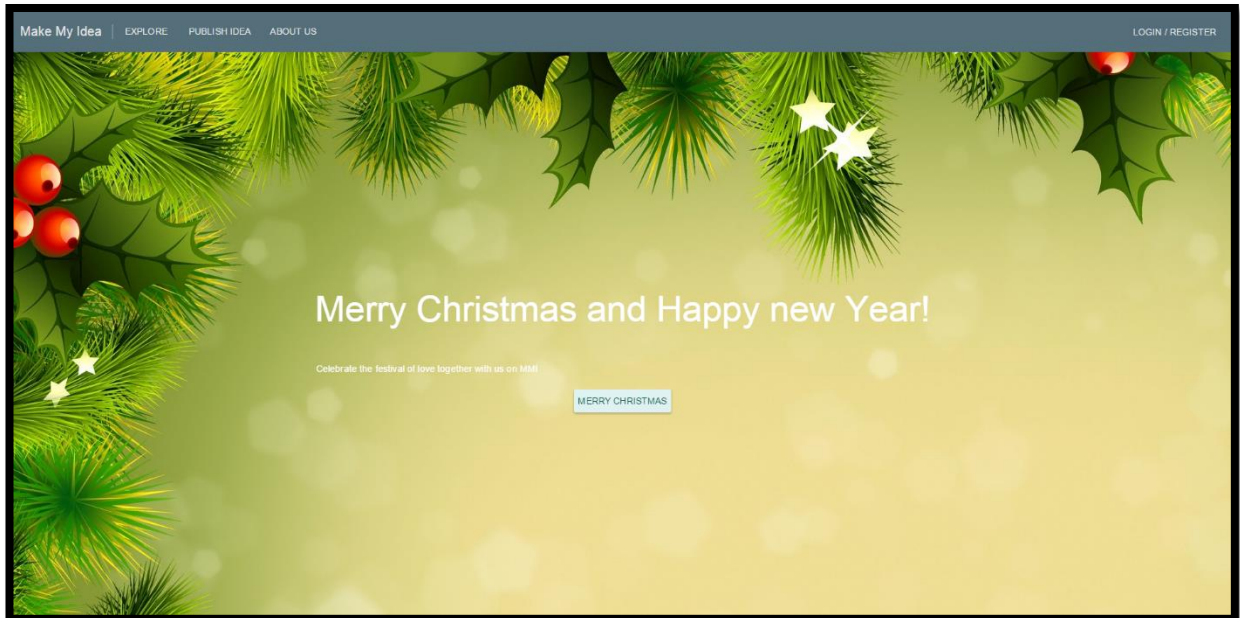 Make My Idea EXPLORE PUBLISH IDEA ABOUT US LOGIN / REGISTER
Merry Christmas and Happy new Year!
Celebrate the festival of love together with us on MMI
MERRY CHRISTMAS